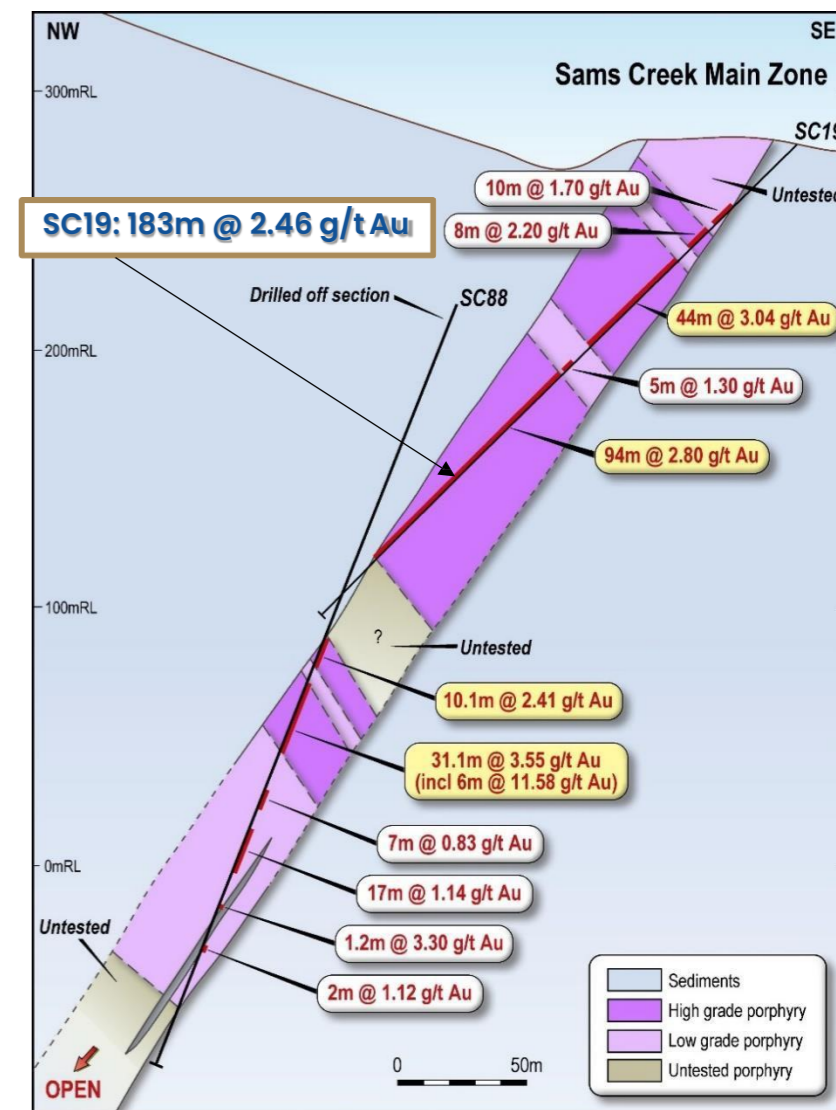 NW
SE
Sams Creek Main Zone
300mRL
SC19
10m @ 1.70 g/t Au
Untested
SC19: 183m @ 2.46 g/t Au
8m @ 2.20 g/t Au
Drilled off section
SC88
44m @ 3.04 g/t Au
200mRL
5m @ 1.30 g/t Au
94m @ 2.80 g/t Au
100mRL
?
Untested
10.1m @ 2.41 g/t Au
31.1m @ 3.55 g/t Au
(incl 6m @ 11.58 g/t Au)
7m @ 0.83 g/t Au
0mRL
17m @ 1.14 g/t Au
Untested
1.2m @ 3.30 g/t Au
2m @ 1.12 g/t Au
Sediments
High grade porphyry
Low grade porphyry
Untested porphyry
0
50m
OPEN